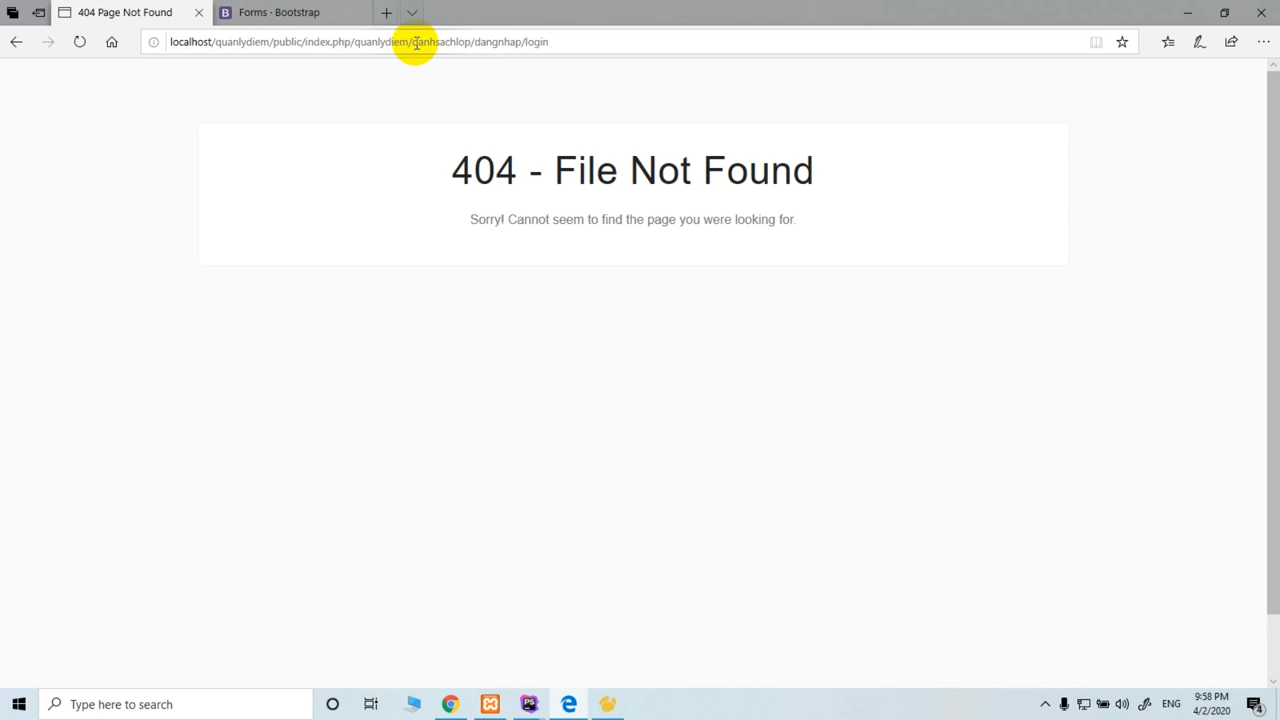 404 Page Not Found
Forms · Bootstrap
localhost/quanlydiem/public/index.php/quanlydiem/danhsachlop/dangnhap/login
404 - File Not Found
Sorry! Cannot seem to find the page you were looking for.
Type here to search
ENG
9:58 PM
4/2/2020
4